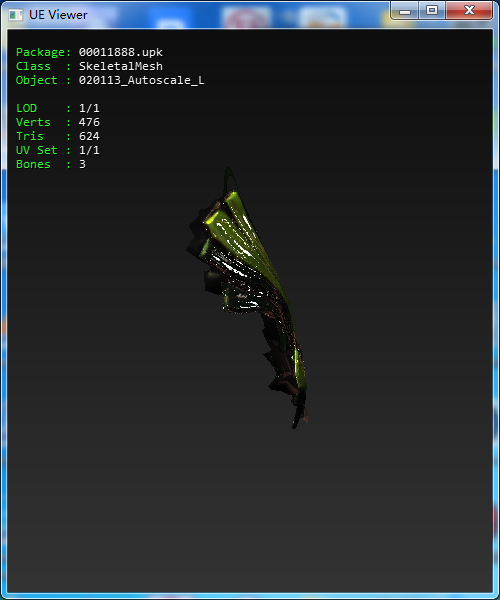 UE Viewer
Package: 00011888.upk
Class : SkeletalMesh
Object : 020113_Autoscale_L
LOD : 1/1
Verts : 476
Tris : 624
UV Set : 1/1
Bones : 3